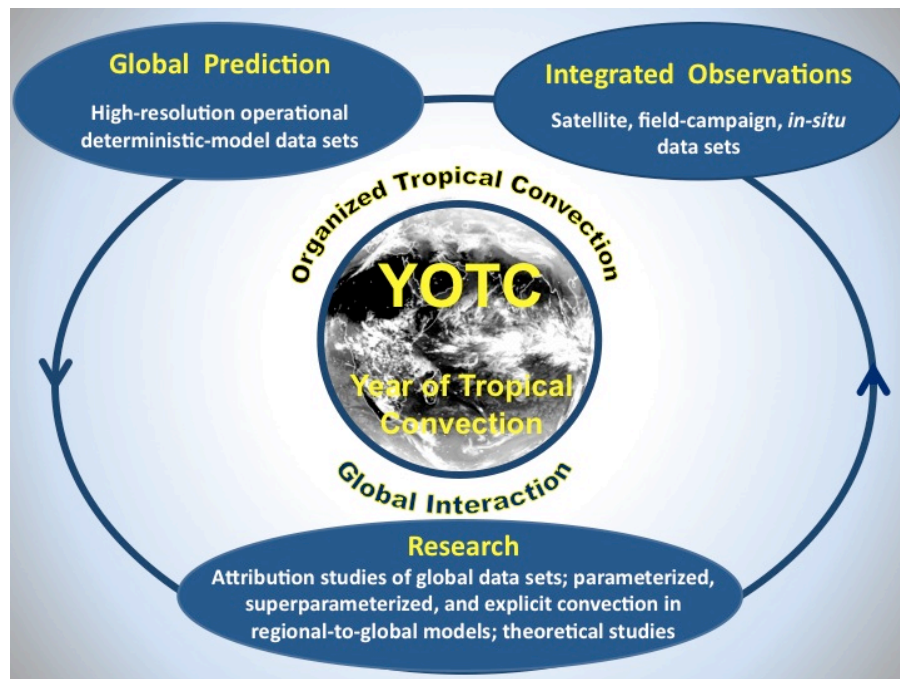 Global Prediction
High-resolution operational
deterministic-model data sets
Integrated Observations
Satellite, field-campaign, in-situ
data sets
Organized Tropical Convection
YOTC
Year of Tropical
Convection
Global Interaction
Research
Attribution studies of global data sets; parameterized,
superparameterized, and explicit convection in
regional-to-global models; theoretical studies